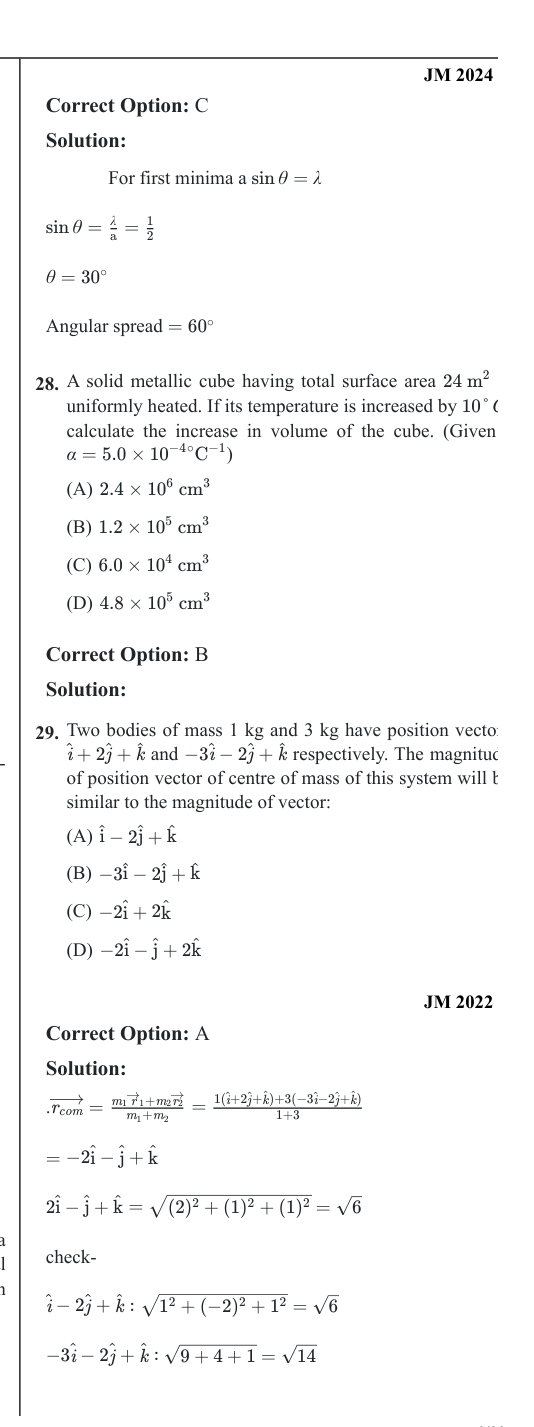 JM 2024
Correct Option: C
Solution:
For first minima a sin θ = λ
sin θ = λ/a = 1/2
θ = 30°
Angular spread = 60°
28. A solid metallic cube having total surface area 24 m²
uniformly heated. If its temperature is increased by 10°
calculate the increase in volume of the cube. (Given
α = 5.0 × 10⁻⁴°C⁻¹)
(A) 2.4 × 10⁶ cm³
(B) 1.2 × 10⁵ cm³
(C) 6.0 × 10⁴ cm³
(D) 4.8 × 10⁵ cm³
Correct Option: B
Solution:
29. Two bodies of mass 1 kg and 3 kg have position
î + 2ĵ + k̂ and −3î − 2ĵ + k̂ respectively. The
of position vector of centre of mass of this system will
similar to the magnitude of vector:
(A) î − 2ĵ + k̂
(B) −3î − 2ĵ + k̂
(C) −2î + 2k̂
(D) −2î − ĵ + 2k̂
JM 2022
Correct Option: A
Solution:
.r⃗_com = (m₁r⃗₁+m₂r⃗₂)/(m₁+m₂) = (1(î+2ĵ+k̂)+3(−3î−2ĵ+k̂))/(1+3)
= −2î − ĵ + k̂
2î − ĵ + k̂ = √((2)² + (1)² + (1)²) = √6
check-
î − 2ĵ + k̂ : √(1² + (−2)² + 1²) = √6
−3î − 2ĵ + k̂ : √(9 + 4 + 1) = √14